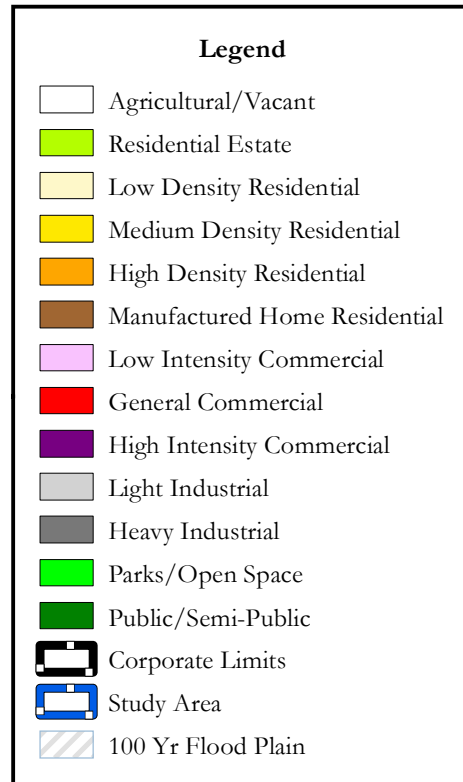 Legend
Agricultural/Vacant
Residential Estate
Low Density Residential
Medium Density Residential
High Density Residential
Manufactured Home Residential
Low Intensity Commercial
General Commercial
High Intensity Commercial
Light Industrial
Heavy Industrial
Parks/Open Space
Public/Semi-Public
Corporate Limits
Study Area
100 Yr Flood Plain